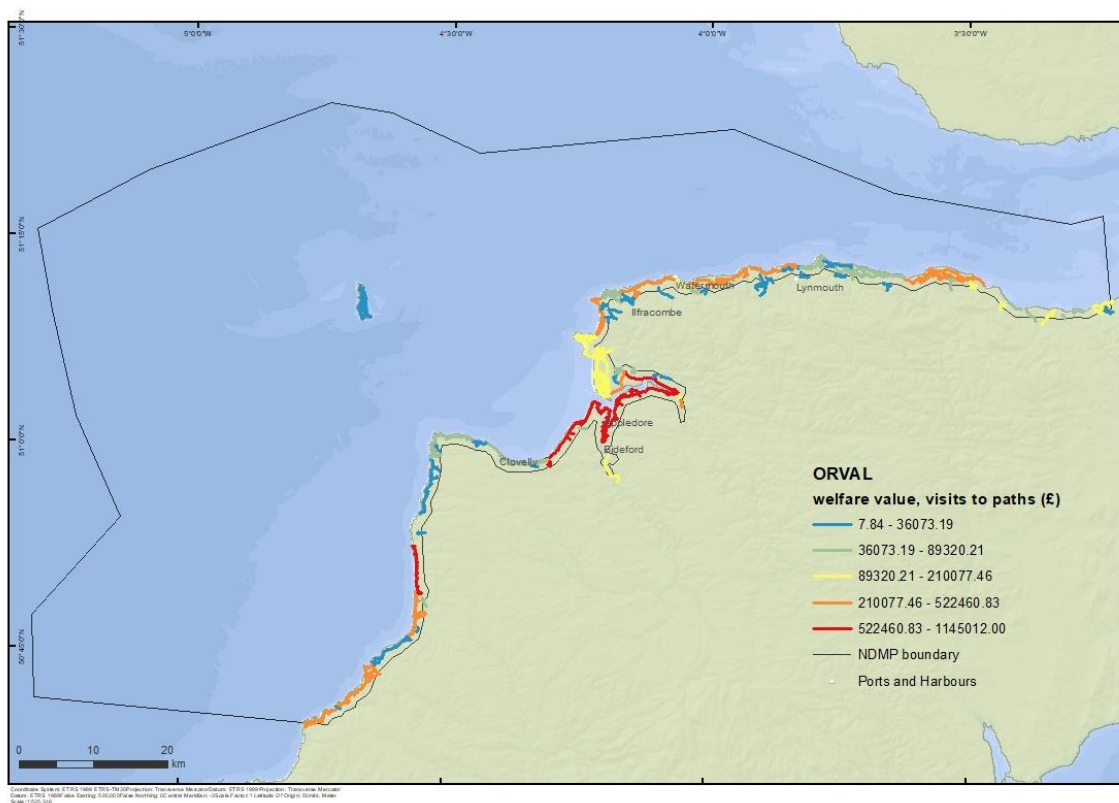 5°0'0"W
4°30'0"W
4°0'0"W
3°30'0"W
51°30'0"N
51°15'0"N
51°0'0"N
50°45'0"N
Watermouth
Lynmouth
Ilfracombe
Appledore
Bideford
Clovelly
ORVAL
welfare value, visits to paths (£)
7.84 - 36073.19
36073.19 - 89320.21
89320.21 - 210077.46
210077.46 - 522460.83
522460.83 - 1145012.00
NDMP boundary
Ports and Harbours
0 10 20
km